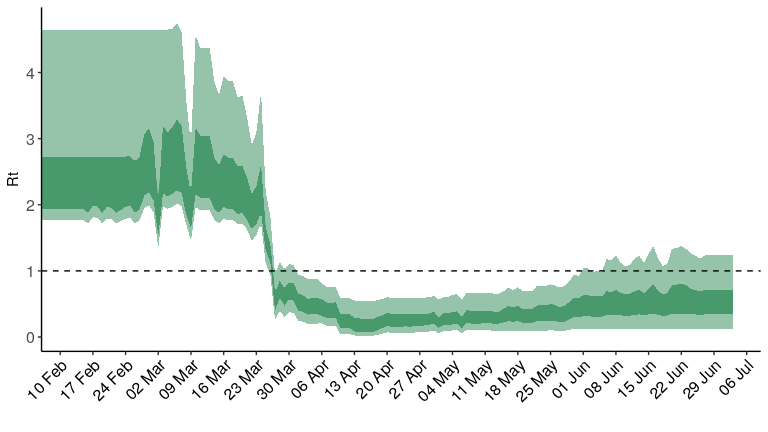 Rt
4
3
2
1
0
10 Feb
17 Feb
24 Feb
02 Mar
09 Mar
16 Mar
23 Mar
30 Mar
06 Apr
13 Apr
20 Apr
27 Apr
04 May
11 May
18 May
25 May
01 Jun
08 Jun
15 Jun
22 Jun
29 Jun
06 Jul